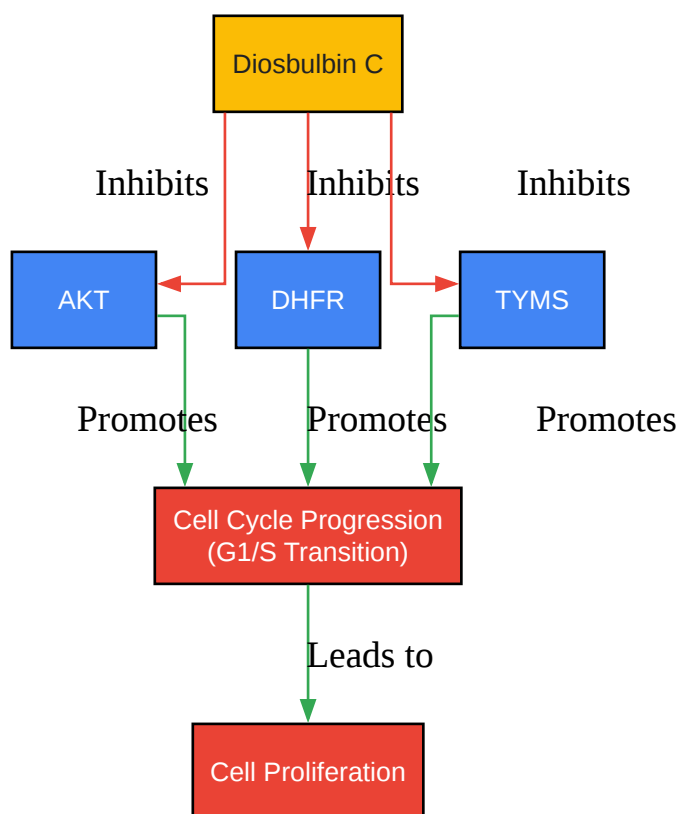 Diosbulbin C
Inhibits Inhibits Inhibits
AKT DHFR TYMS
Promotes Promotes Promotes
Cell Cycle Progression
(G1/S Transition)
Leads to
Cell Proliferation